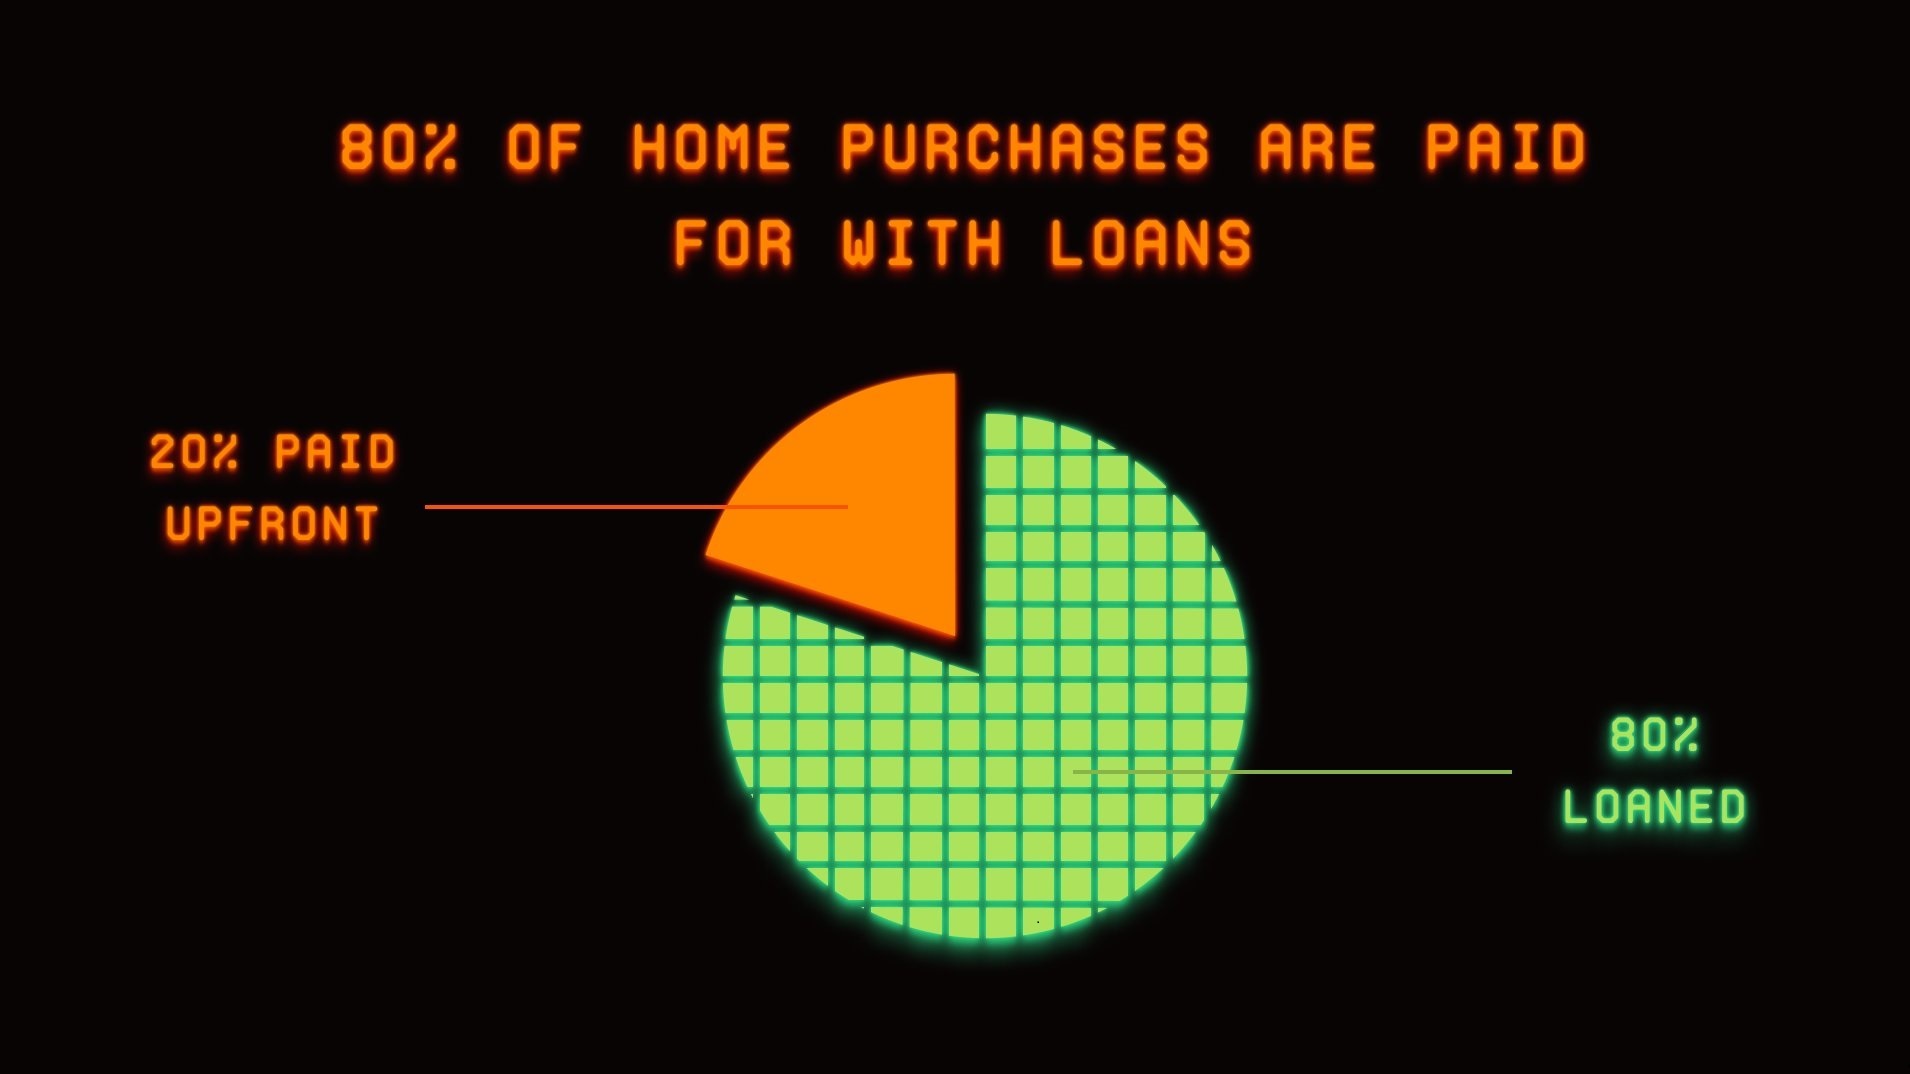 80% OF HOME PURCHASES ARE PAID
FOR WITH LOANS
20% PAID
UPFRONT
80%
LOANED